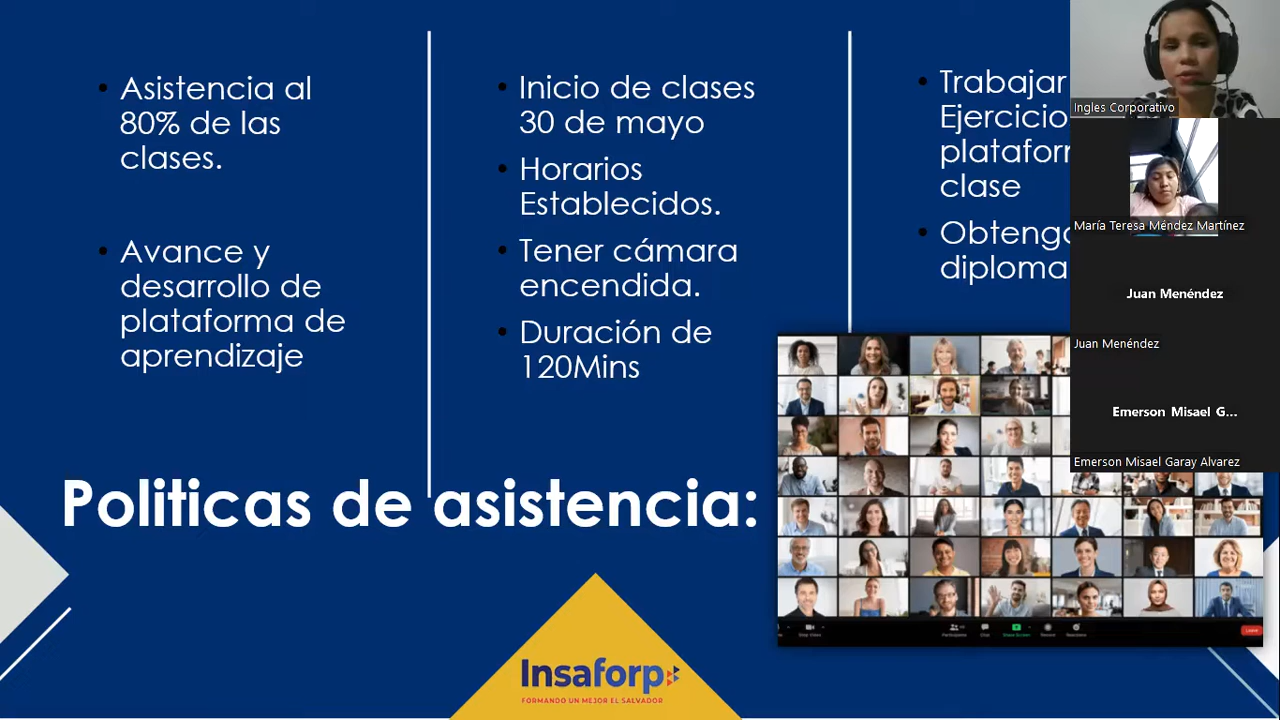 • Asistencia al
80% de las
clases.
• Avance y
desarrollo de
plataforma de
aprendizaje
• Inicio de clases
30 de mayo
• Horarios
Establecidos.
• Tener cámara
encendida.
• Duración de
120Mins
• Trabajar
Ejercicio
platafor
clase
• Obteng
diploma
Politicas de asistencia:
Insaforp
FORMANDO UN MEJOR EL SALVADOR
Ingles Corporativo
María Teresa Méndez Martínez
Juan Menéndez
Juan Menéndez
Emerson Misael G...
Emerson Misael Garay Alvarez